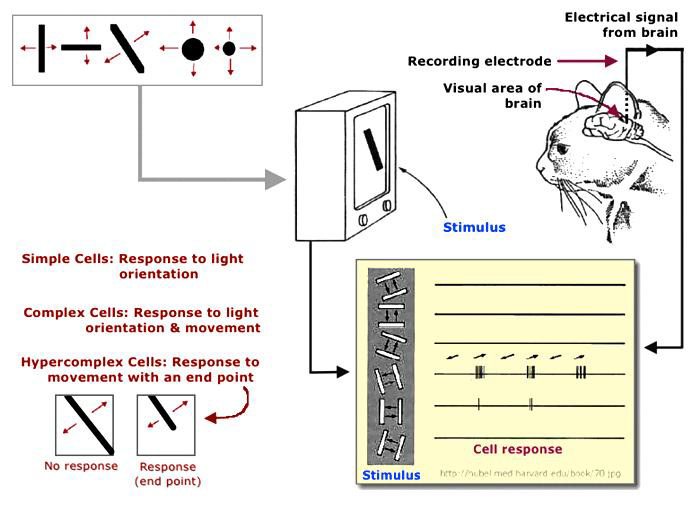 Electrical signal
from brain
Recording electrode
Visual area of
brain
Stimulus
Simple Cells: Response to light
orientation
Complex Cells: Response to light
orientation & movement
Hypercomplex Cells: Response to
movement with an end point
No response
Response
(end point)
Cell response
Stimulus
http://hubel.med.harvard.edu/book/70.jpg